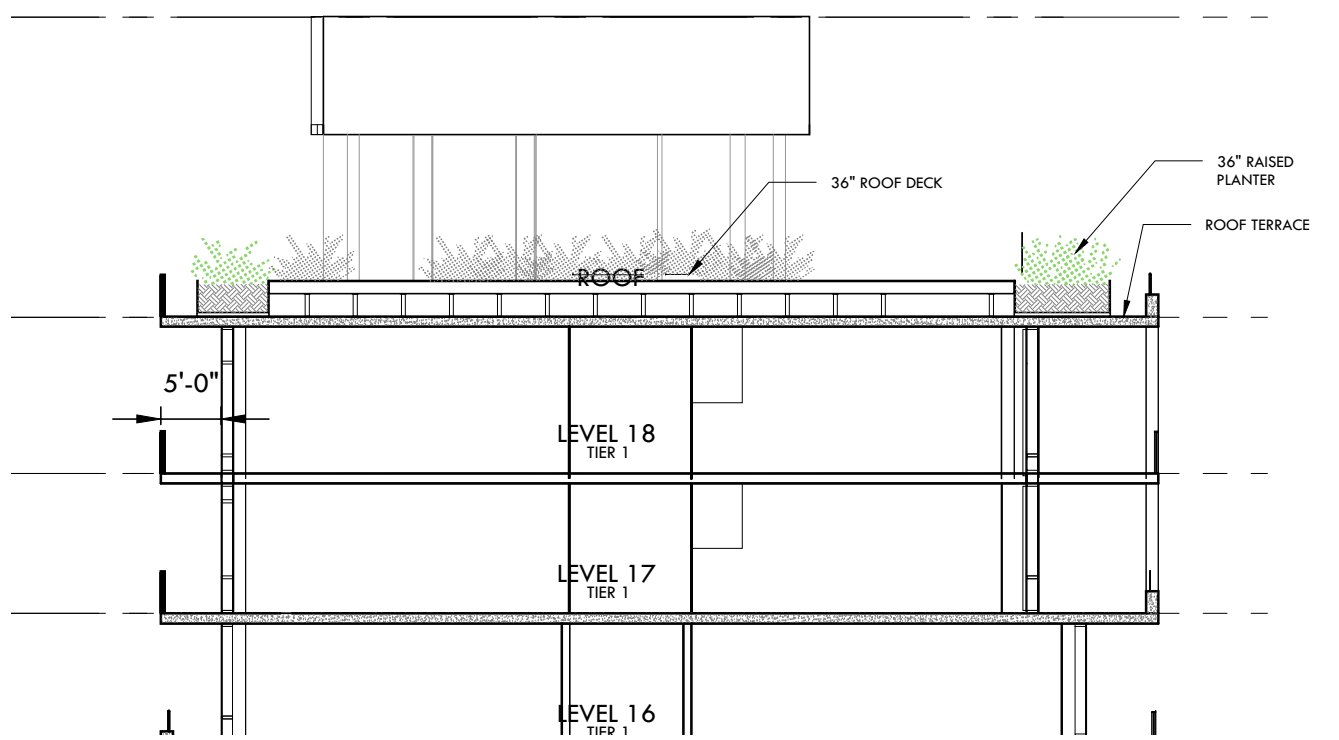 36" RAISED
PLANTER
36" ROOF DECK
ROOF TERRACE
ROOF
5'-0"
LEVEL 18
TIER 1
LEVEL 17
TIER 1
LEVEL 16
TIER 1